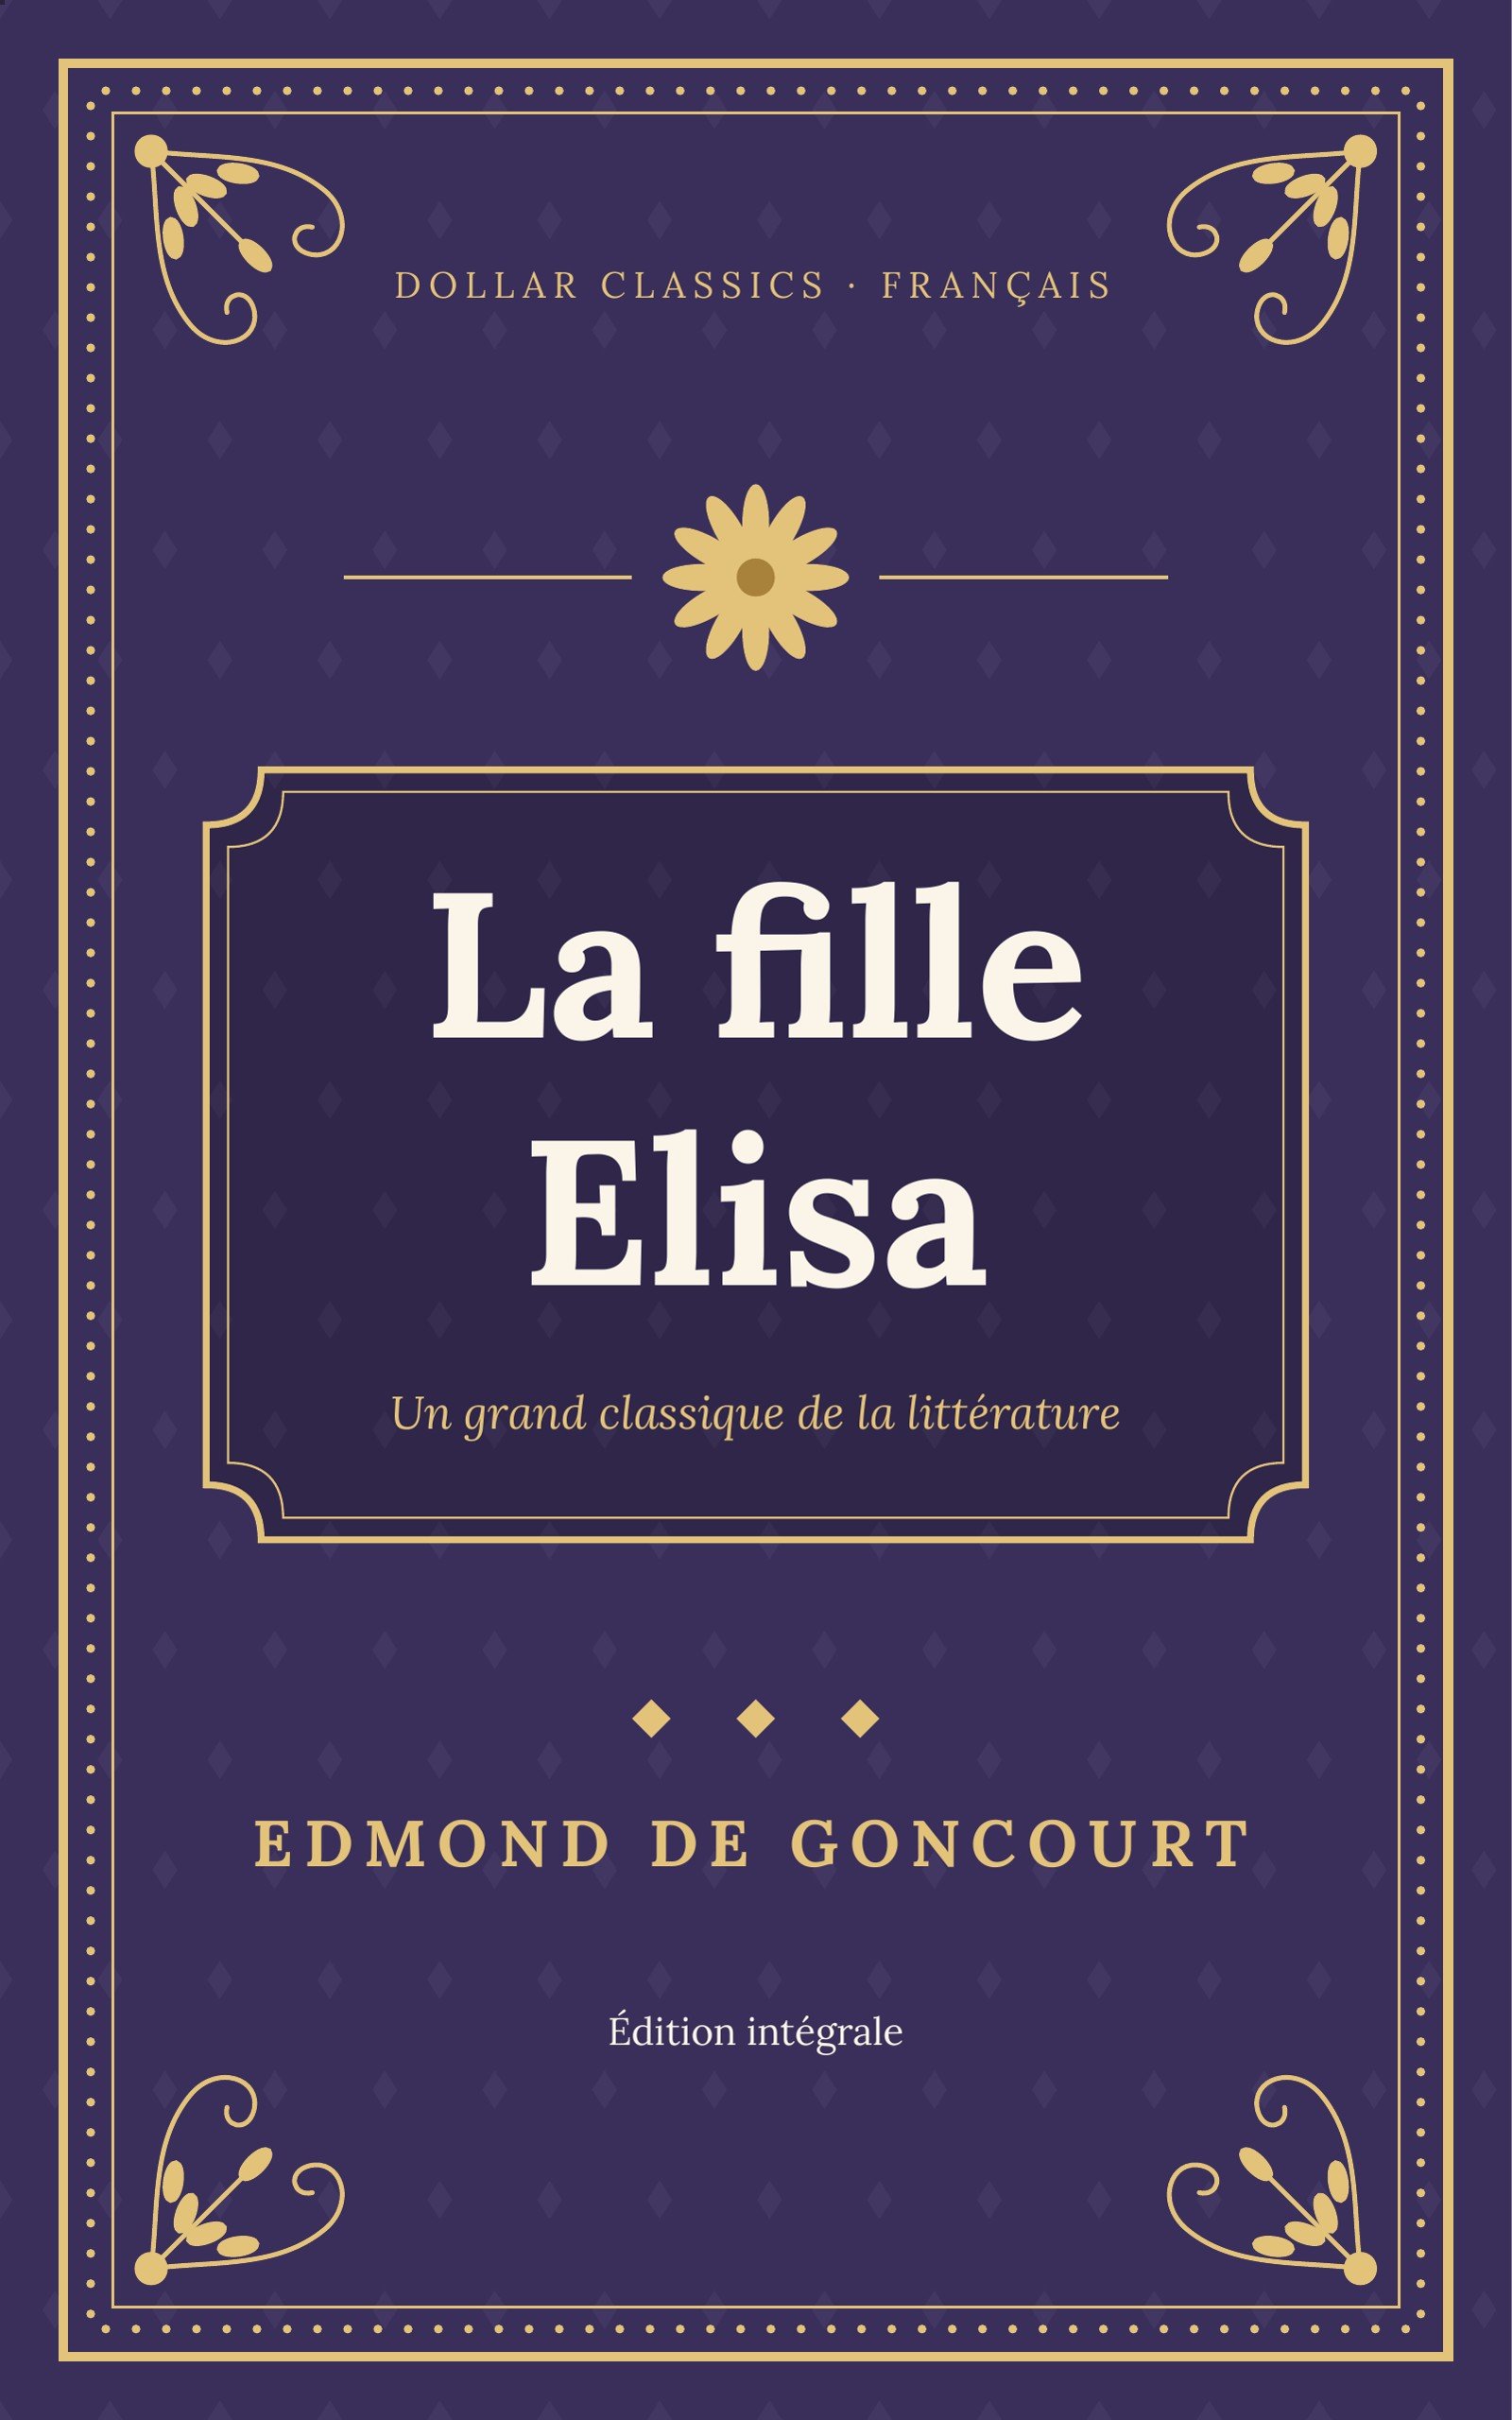 DOLLAR CLASSICS · FRANÇAIS
La fille
Elisa
Un grand classique de la littérature
EDMOND DE GONCOURT
Édition intégrale